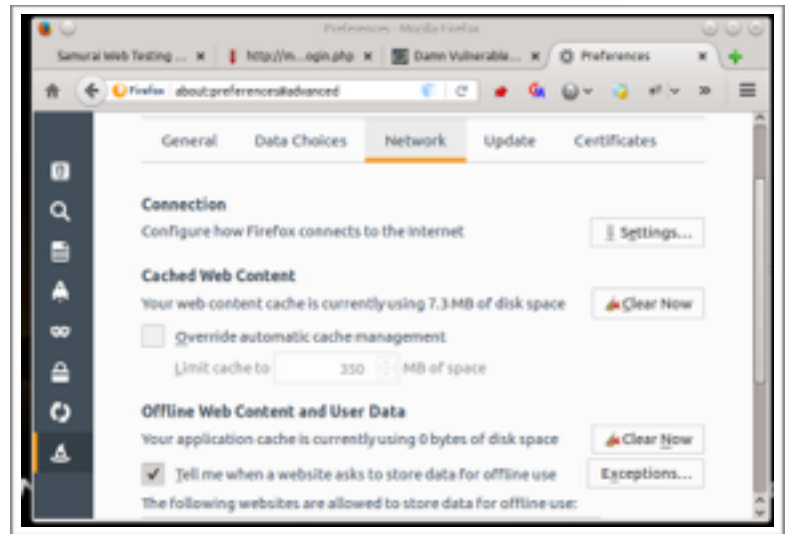 Preferences - Mozilla Firefox
Samurai Web Testing ... http://m...ogin.php Damn Vulnerable... Preferences
Firefox about:preferences#advanced
General Data Choices Network Update Certificates
Connection
Configure how Firefox connects to the Internet Settings...
Cached Web Content
Your web content cache is currently using 7.3 MB of disk space Clear Now
Override automatic cache management
Limit cache to 350 MB of space
Offline Web Content and User Data
Your application cache is currently using 0 bytes of disk space Clear Now
Tell me when a website asks to store data for offline use Exceptions...
The following websites are allowed to store data for offline use: